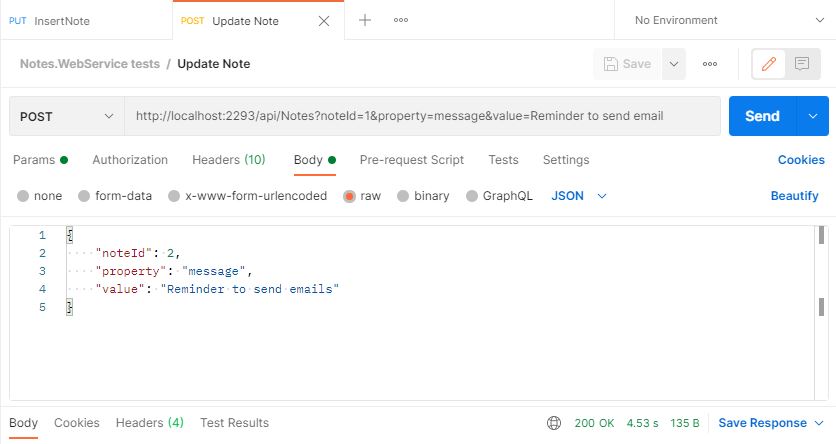 PUT InsertNote POST Update Note No Environment
Notes.WebService tests / Update Note Save
POST http://localhost:2293/api/Notes?noteId=1&property=message&value=Reminder to send email Send
Params Authorization Headers (10) Body Pre-request Script Tests Settings Cookies
none form-data x-www-form-urlencoded raw binary GraphQL JSON Beautify
1 {
2 "noteId": 2,
3 "property": "message",
4 "value": "Reminder to send emails"
5 }
Body Cookies Headers (4) Test Results 200 OK 4.53 s 135 B Save Response